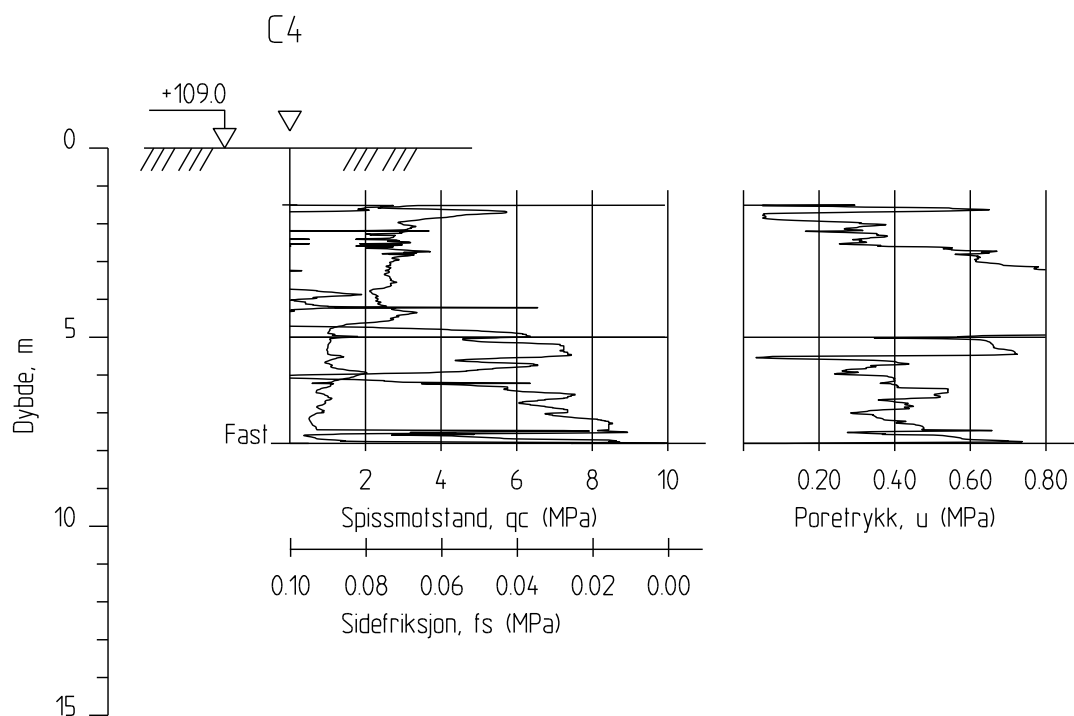 C4
+109.0
0
5
10
15
Dybde, m
Fast
2 4 6 8 10
Spissmotstand, qc (MPa)
0.10 0.08 0.06 0.04 0.02 0.00
Sidefriksjon, fs (MPa)
0.20 0.40 0.60 0.80
Poretrykk, u (MPa)